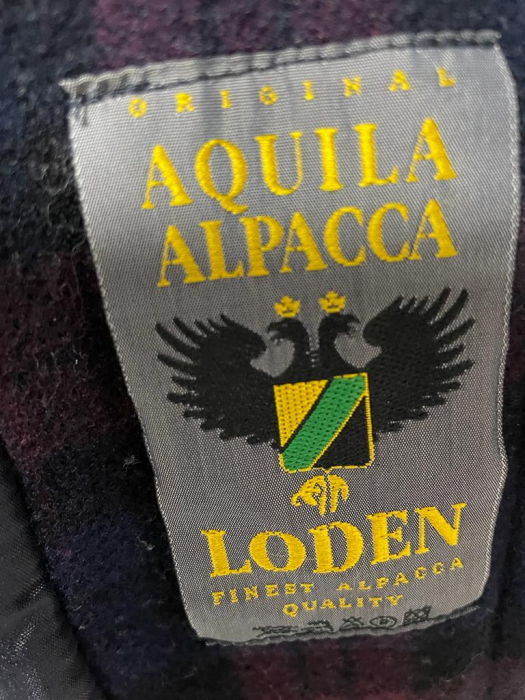 ORIGINAL
AQUILA
ALPACCA
LODEN
FINEST ALPACCA
QUALITY